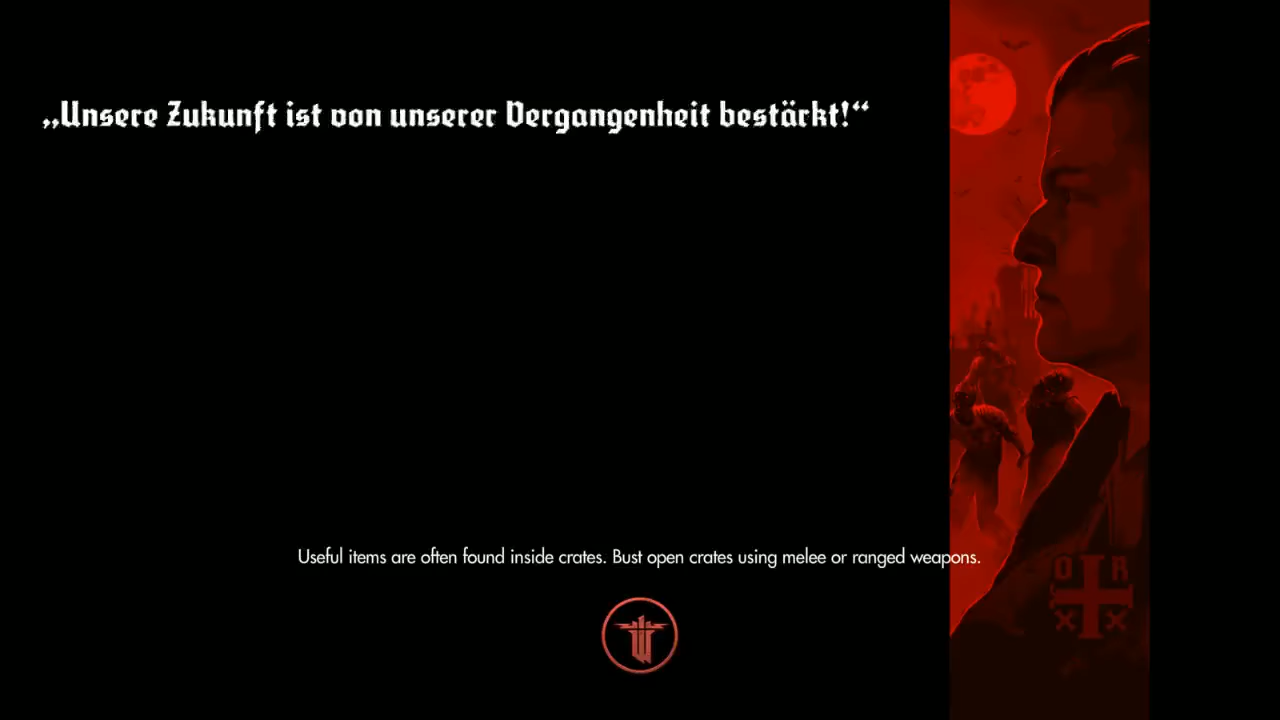 „Unsere Zukunft ist von unserer Vergangenheit bestärkt!“
Useful items are often found inside crates. Bust open crates using melee or ranged weapons.
O R
X X